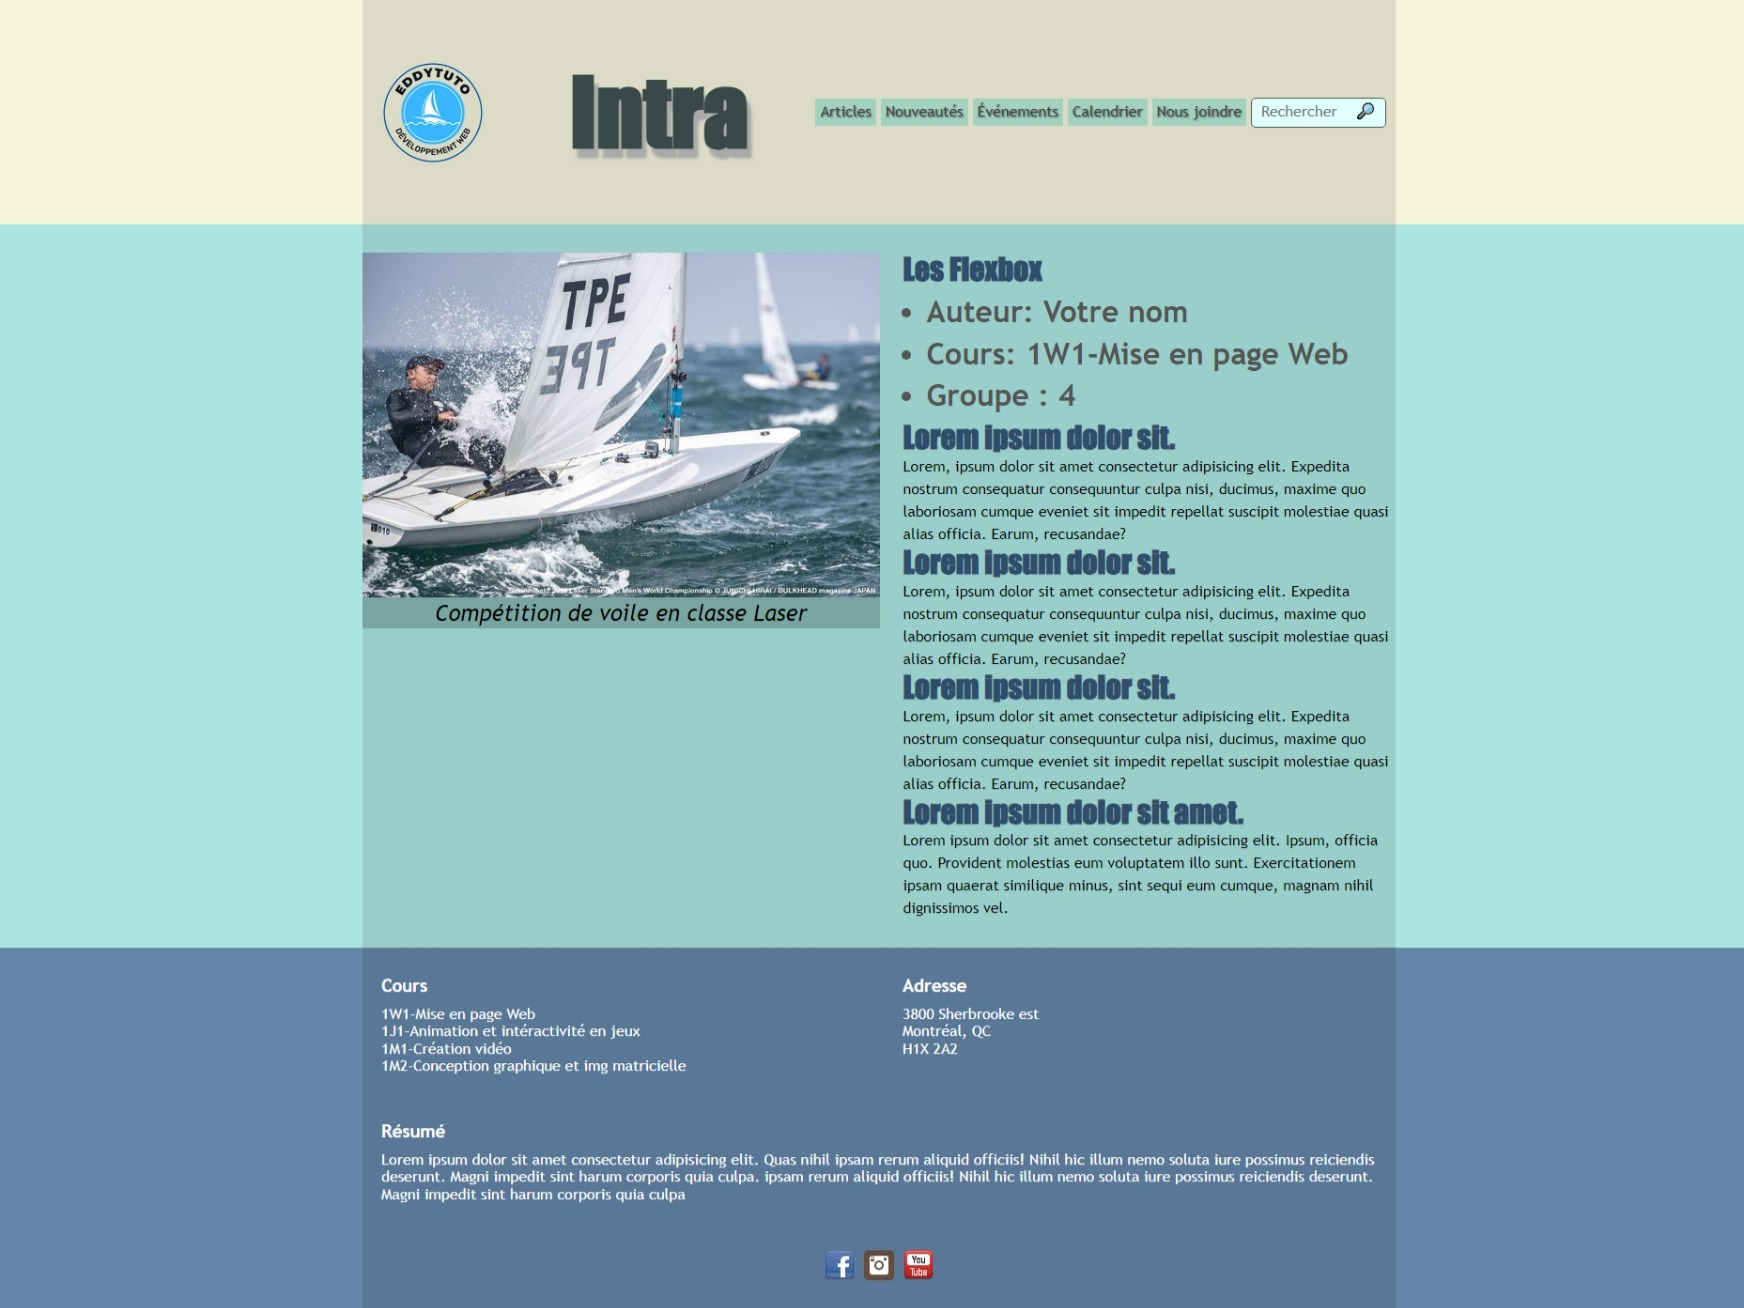 EDDYTUTO
DÉVELOPPEMENT WEB
Intra
Articles Nouveautés Événements Calendrier Nous joindre Rechercher
TPE
TPE
Laser Standard Men's World Championship © JUNICHI HIRAI / BULKHEAD magazine JAPAN
Compétition de voile en classe Laser
Les Flexbox
• Auteur: Votre nom
• Cours: 1W1-Mise en page Web
• Groupe : 4
Lorem ipsum dolor sit.
Lorem, ipsum dolor sit amet consectetur adipisicing elit. Expedita
nostrum consequatur consequuntur culpa nisi, ducimus, maxime quo
laboriosam cumque eveniet sit impedit repellat suscipit molestiae quasi
alias officia. Earum, recusandae?
Lorem ipsum dolor sit.
Lorem, ipsum dolor sit amet consectetur adipisicing elit. Expedita
nostrum consequatur consequuntur culpa nisi, ducimus, maxime quo
laboriosam cumque eveniet sit impedit repellat suscipit molestiae quasi
alias officia. Earum, recusandae?
Lorem ipsum dolor sit.
Lorem, ipsum dolor sit amet consectetur adipisicing elit. Expedita
nostrum consequatur consequuntur culpa nisi, ducimus, maxime quo
laboriosam cumque eveniet sit impedit repellat suscipit molestiae quasi
alias officia. Earum, recusandae?
Lorem ipsum dolor sit amet.
Lorem ipsum dolor sit amet consectetur adipisicing elit. Ipsum, officia
quo. Provident molestias eum voluptatem illo sunt. Exercitationem
ipsam quaerat similique minus, sint sequi eum cumque, magnam nihil
dignissimos vel.
Cours
1W1-Mise en page Web
1J1-Animation et intéractivité en jeux
1M1-Création vidéo
1M2-Conception graphique et img matricielle
Adresse
3800 Sherbrooke est
Montréal, QC
H1X 2A2
Résumé
Lorem ipsum dolor sit amet consectetur adipisicing elit. Quas nihil ipsam rerum aliquid officiis! Nihil hic illum nemo soluta iure possimus reiciendis
deserunt. Magni impedit sint harum corporis quia culpa. ipsam rerum aliquid officiis! Nihil hic illum nemo soluta iure possimus reiciendis deserunt.
Magni impedit sint harum corporis quia culpa
f
You
Tube